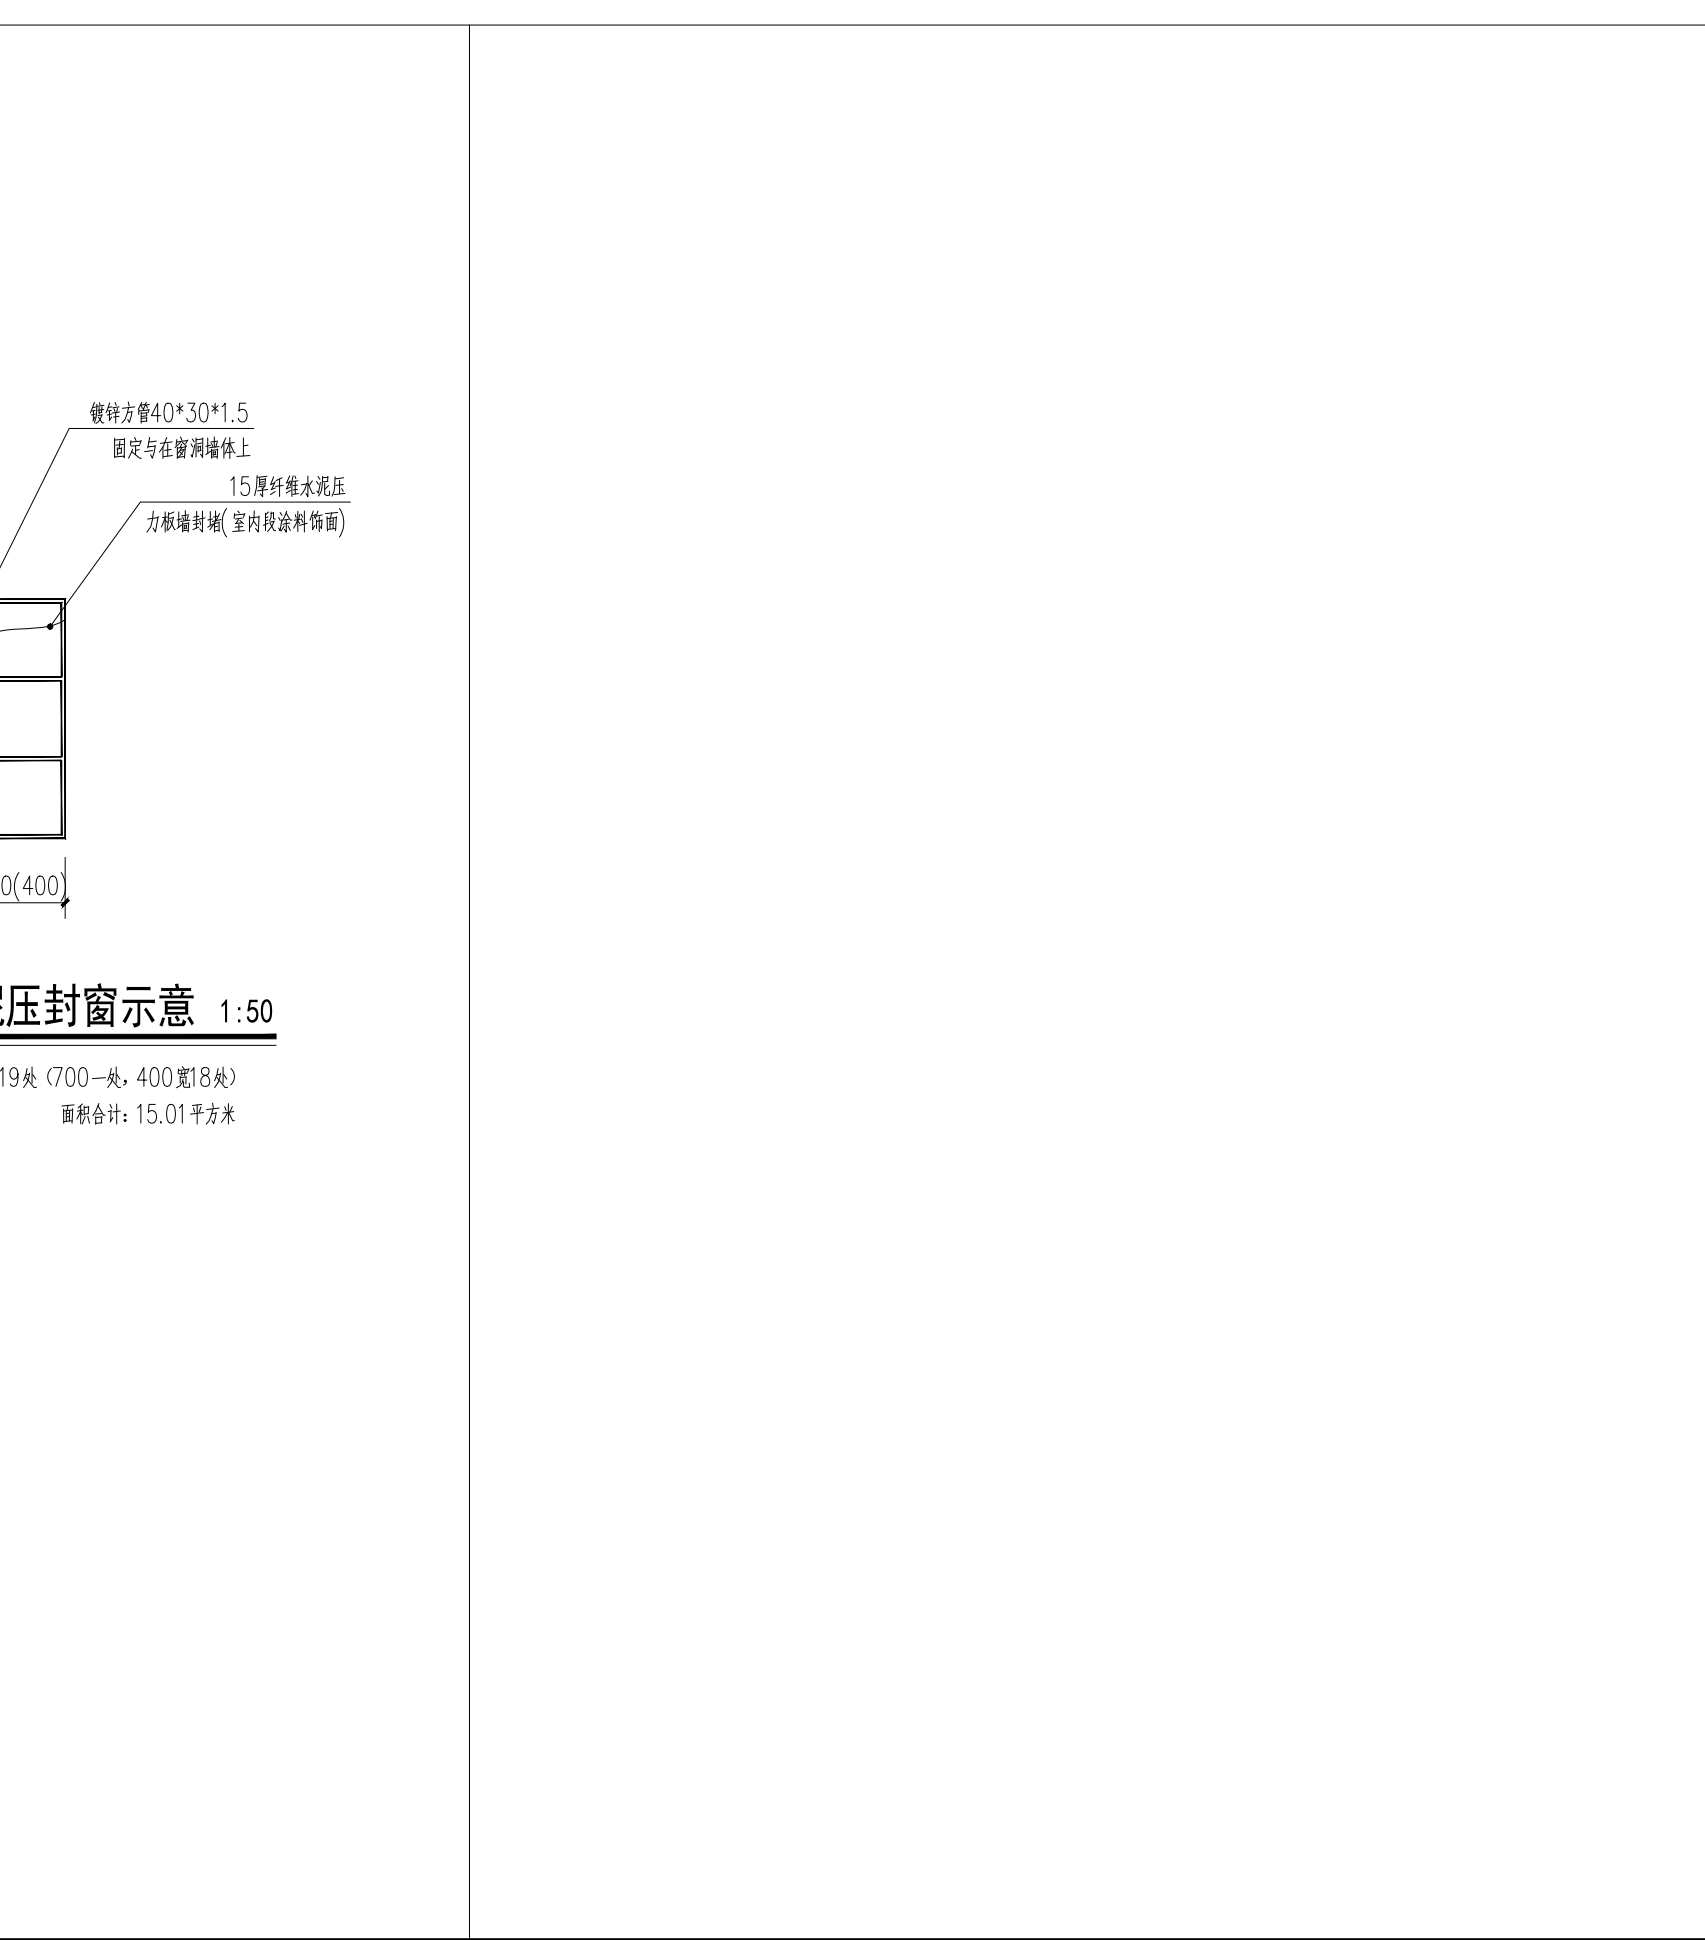 镀锌方管40*30*1.5
固定与在窗洞墙体上
15厚纤维水泥压
力板墙封堵(室内段涂料饰面)
0(400)
压封窗示意 1:50
19处（700一处，400宽18处）
面积合计：15.01平方米